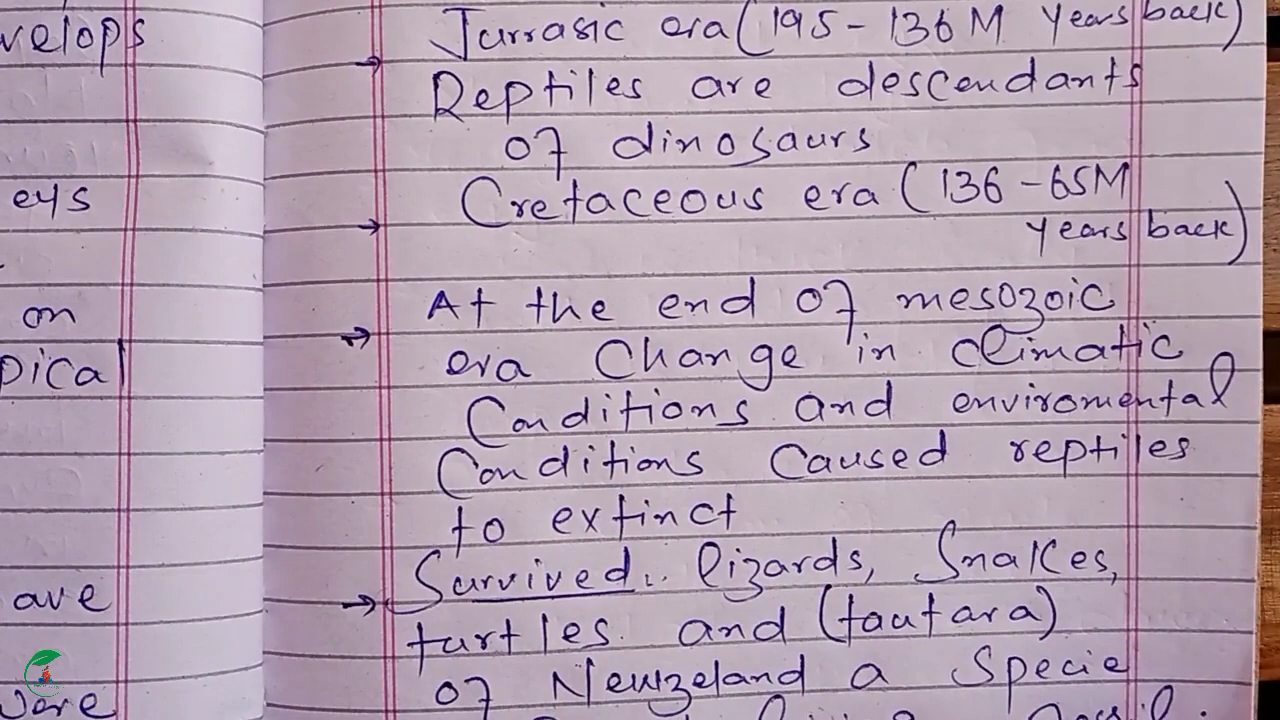 velops
eys
on
pical
ave
Jurrasic era (195 - 136 M years back)
→ Reptiles are descendants
of dinosaurs
→ Cretaceous era (136 - 65M
years back)
→ At the end of mesozoic
era Change in climatic
Conditions and enviromental
Conditions Caused reptiles
to extinct
→ Survived: lizards, Snakes,
turtles and (tautara)
of Newzeland a Specie